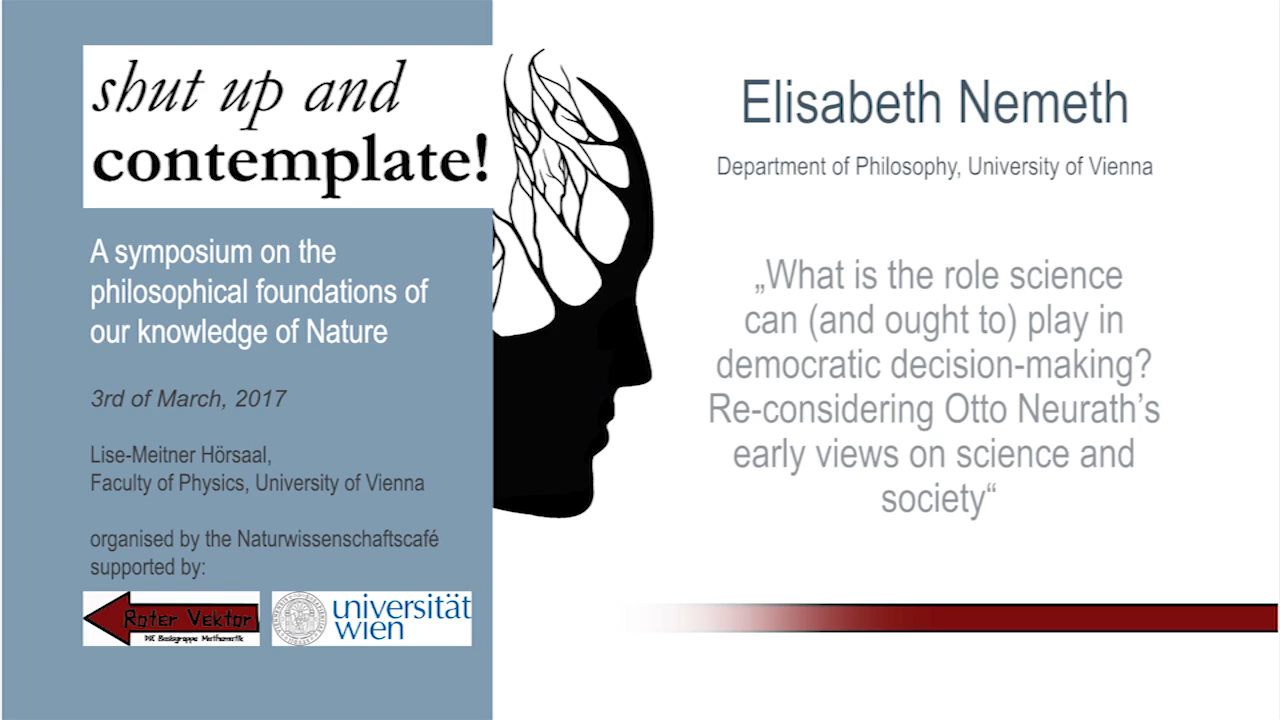 shut up and
contemplate!
A symposium on the
philosophical foundations of
our knowledge of Nature
3rd of March, 2017
Lise-Meitner Hörsaal,
Faculty of Physics, University of Vienna
organised by the Naturwissenschaftscafé
supported by:
Roter Vektor
DIE Basisgruppe Mathematik
universität
wien
Elisabeth Nemeth
Department of Philosophy, University of Vienna
„What is the role science
can (and ought to) play in
democratic decision-making?
Re-considering Otto Neurath’s
early views on science and
society“